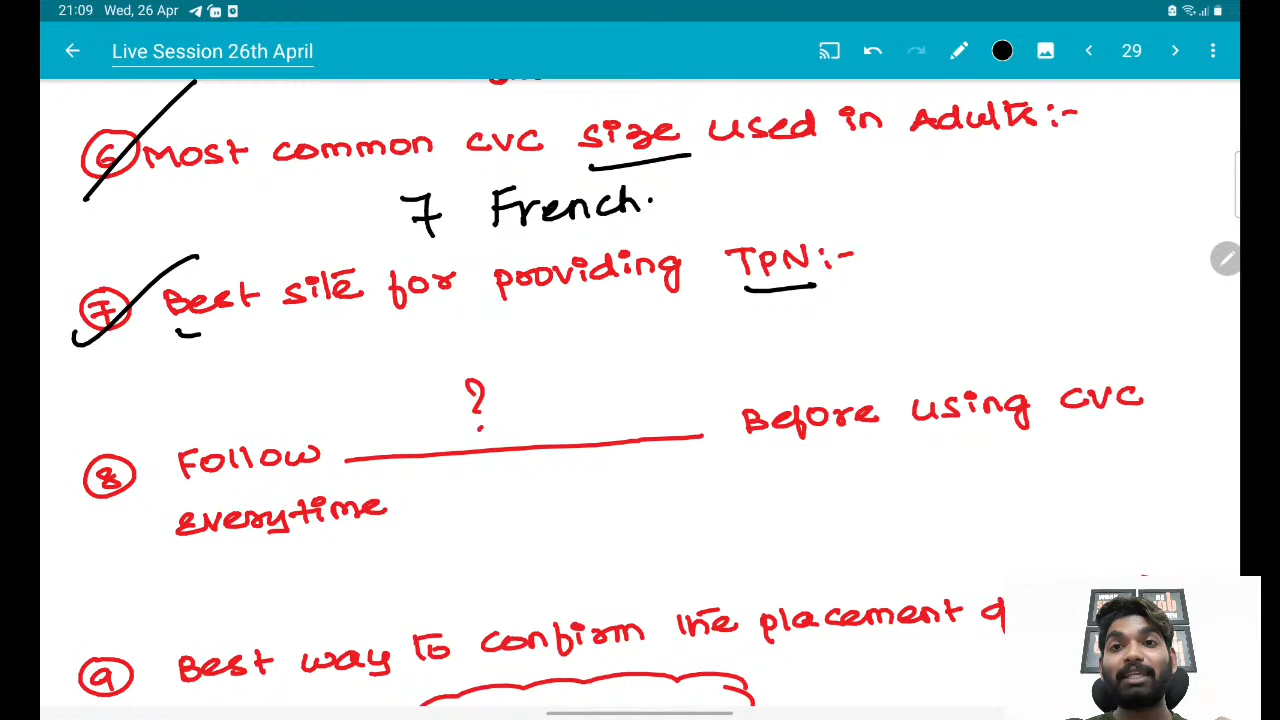 21:09 Wed, 26 Apr
Live Session 26th April
29
6 Most common CVC size used in Adults:-
7 French.
7 Best site for providing TPN:-
?
8 Follow ________ Before using CVC
everytime
9 Best way to confirm the placement